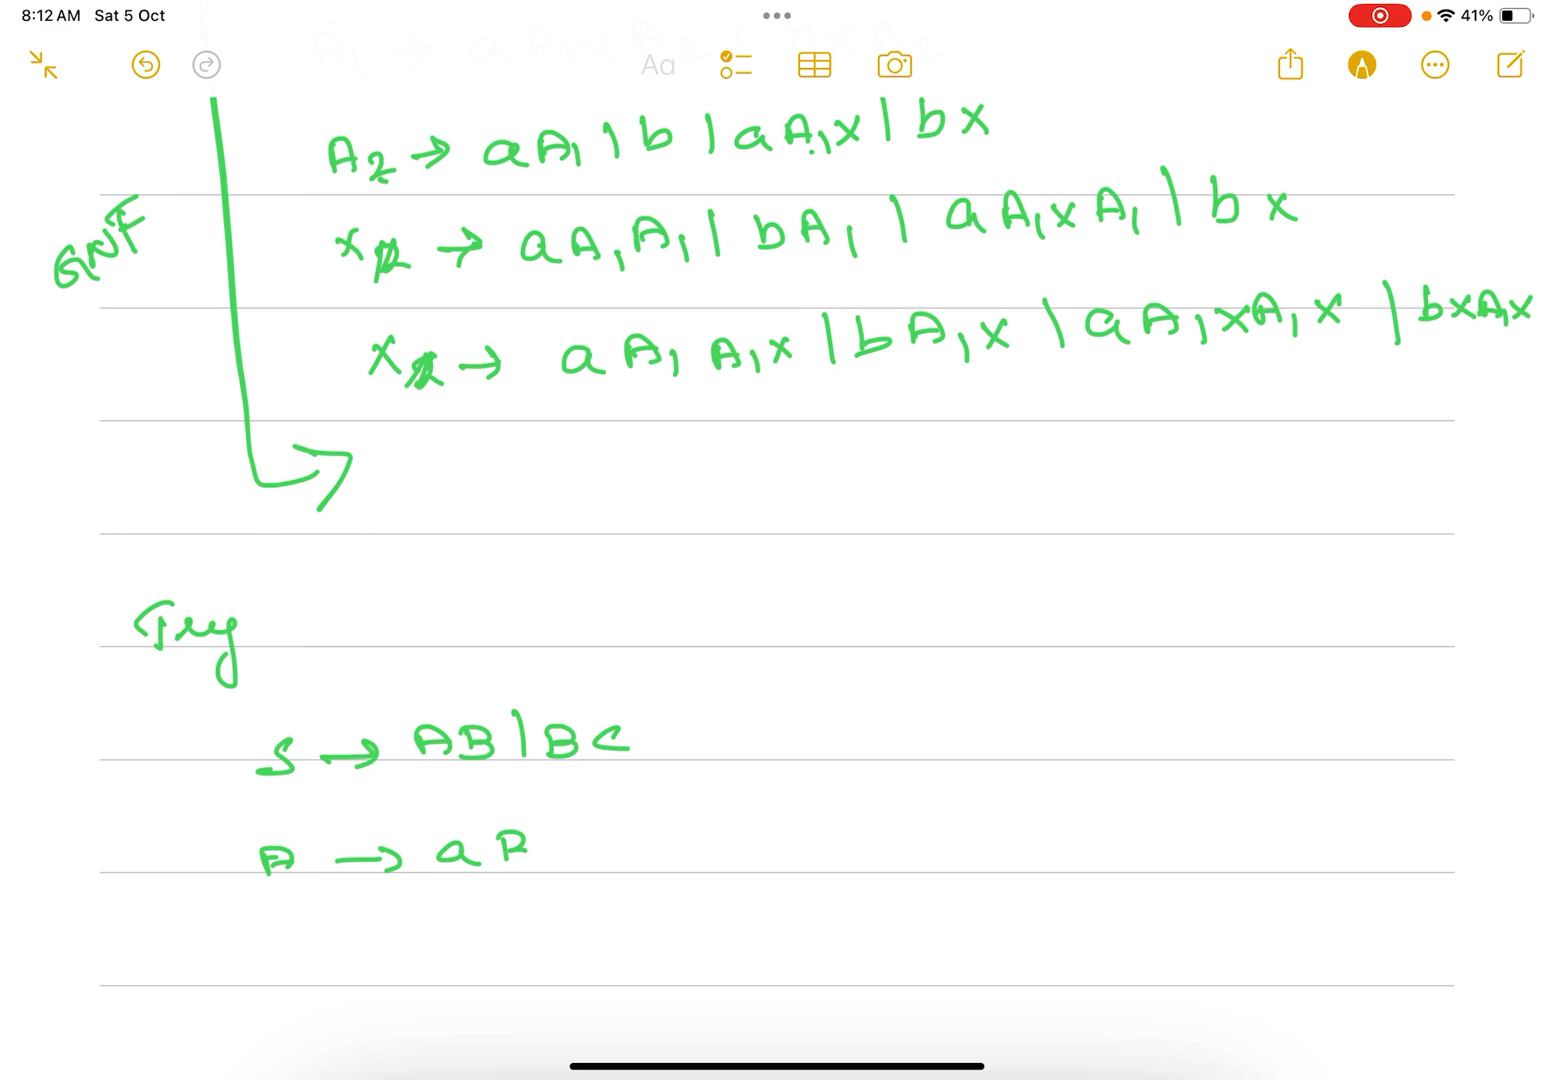 8:12 AM Sat 5 Oct
41%
Aa
A₂ → aA₁ | b | aA₁x | bx
GNF
x → aA₁A₁ | bA₁ | aA₁xA₁ | bx
x → aA₁A₁x | bA₁x | aA₁xA₁x | bxA₁x
Try
S → AB | BC
A → a